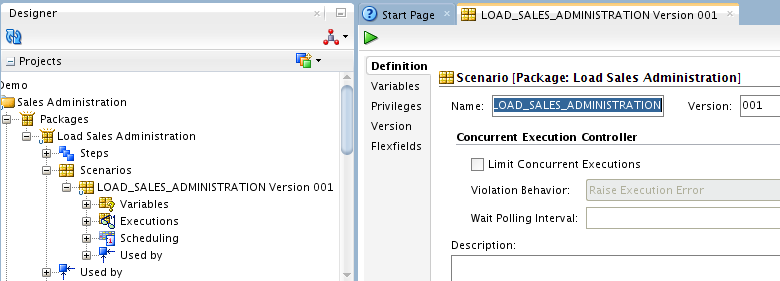 Designer
Projects
Demo
Sales Administration
Packages
Load Sales Administration
Steps
Scenarios
LOAD_SALES_ADMINISTRATION Version 001
Variables
Executions
Scheduling
Used by
Used by
Start Page
LOAD_SALES_ADMINISTRATION Version 001
Definition
Variables
Privileges
Version
Flexfields
Scenario [Package: Load Sales Administration]
Name: LOAD_SALES_ADMINISTRATION Version: 001
Concurrent Execution Controller
Limit Concurrent Executions
Violation Behavior: Raise Execution Error
Wait Polling Interval:
Description: